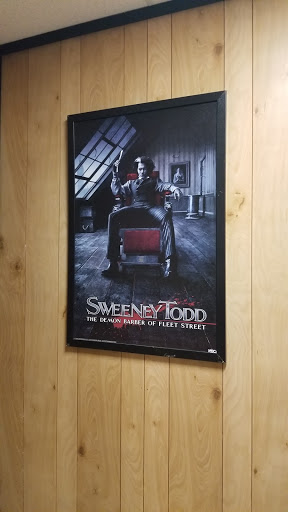 SWEENEY TODD
THE DEMON BARBER OF FLEET STREET